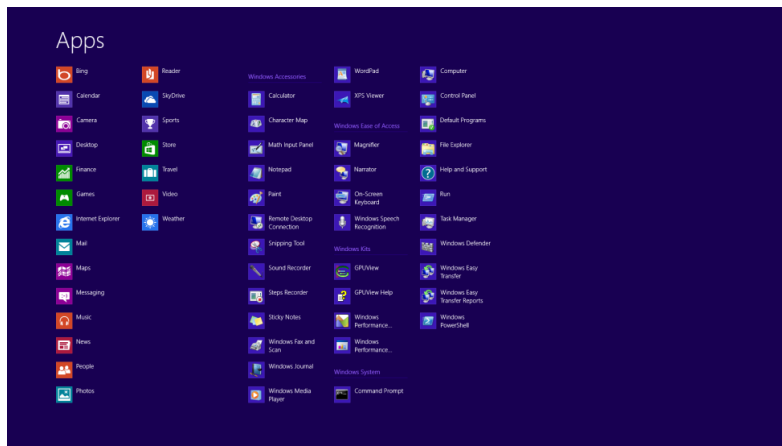 Apps
Bing
Calendar
Camera
Desktop
Finance
Games
Internet Explorer
Mail
Maps
Messaging
Music
News
People
Photos
Reader
SkyDrive
Sports
Store
Travel
Video
Weather
Windows Accessories
Calculator
Character Map
Math Input Panel
Notepad
Paint
Remote Desktop
Connection
Snipping Tool
Sound Recorder
Steps Recorder
Sticky Notes
Windows Fax and
Scan
Windows Journal
Windows Media
Player
WordPad
XPS Viewer
Windows Ease of Access
Magnifier
Narrator
On-Screen
Keyboard
Windows Speech
Recognition
Windows Kits
GPUView
GPUView Help
Windows
Performance...
Windows
Performance...
Windows System
Command Prompt
Computer
Control Panel
Default Programs
File Explorer
Help and Support
Run
Task Manager
Windows Defender
Windows Easy
Transfer
Windows Easy
Transfer Reports
Windows
PowerShell